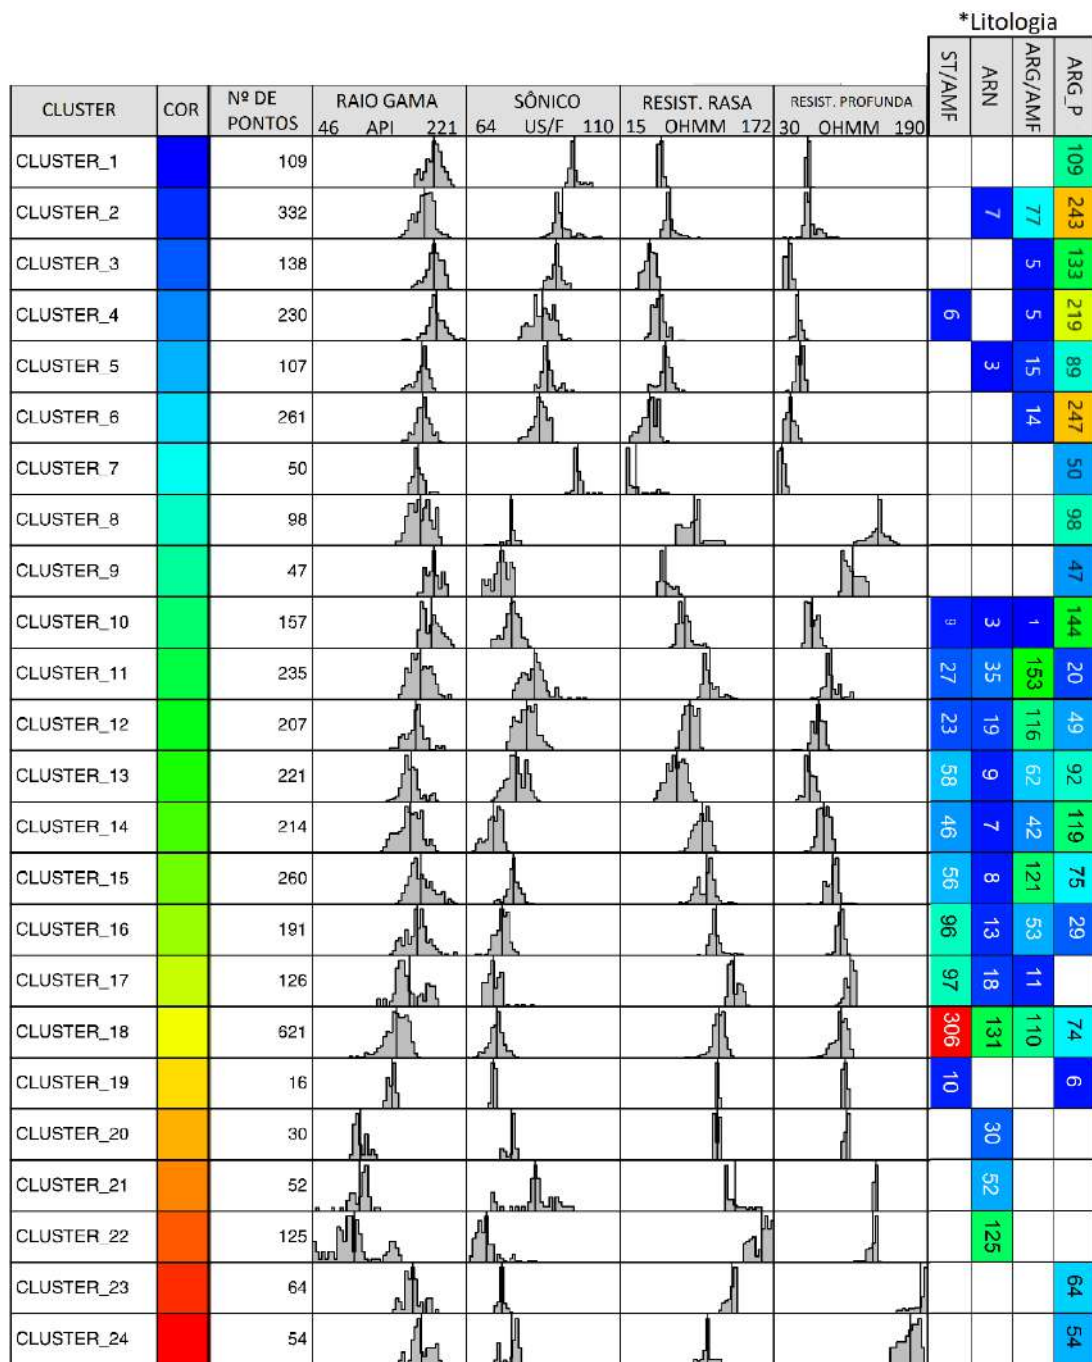 *Litologia
CLUSTER COR Nº DE PONTOS RAIO GAMA SÔNICO RESIST. RASA RESIST. PROFUNDA ST/AMF ARN ARG/AMF ARG_P
46 API 221 64 US/F 110 15 OHMM 172 30 OHMM 190
CLUSTER_1 109 109
CLUSTER_2 332 7 77 243
CLUSTER_3 138 5 133
CLUSTER_4 230 6 5 219
CLUSTER_5 107 3 15 89
CLUSTER_6 261 14 247
CLUSTER_7 50 50
CLUSTER_8 98 98
CLUSTER_9 47 47
CLUSTER_10 157 9 3 1 144
CLUSTER_11 235 27 35 153 20
CLUSTER_12 207 23 19 116 49
CLUSTER_13 221 58 9 62 92
CLUSTER_14 214 46 7 42 119
CLUSTER_15 260 56 8 121 75
CLUSTER_16 191 96 13 53 29
CLUSTER_17 126 97 18 11
CLUSTER_18 621 306 131 110 74
CLUSTER_19 16 10 6
CLUSTER_20 30 30
CLUSTER_21 52 52
CLUSTER_22 125 125
CLUSTER_23 64 64
CLUSTER_24 54 54